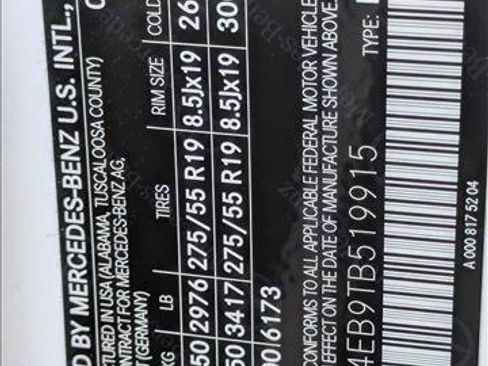 D BY MERCEDES-BENZ U.S. INTL.,
CTURED IN USA (ALABAMA, TUSCALOOSA COUNTY)
ONTRACT FOR MERCEDES-BENZ AG,
T (GERMANY)
KG LB TIRES RIM SIZE COLD
50 2976 275/55 R19 8.5Jx19 26
50 3417 275/55 R19 8.5Jx19 30
00 6173
CONFORMS TO ALL APPLICABLE FEDERAL MOTOR VEHICLE
N EFFECT ON THE DATE OF MANUFACTURE SHOWN ABOVE.
4EB9TB519915 TYPE:
A 000 817 52 04